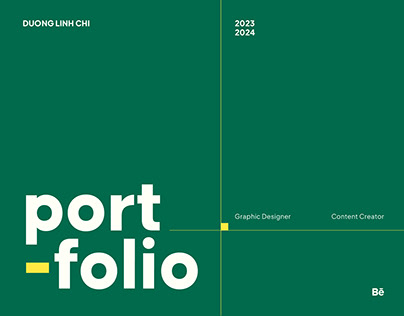 DUONG LINH CHI
2023
2024
port
-folio
Graphic Designer
Content Creator
Bē